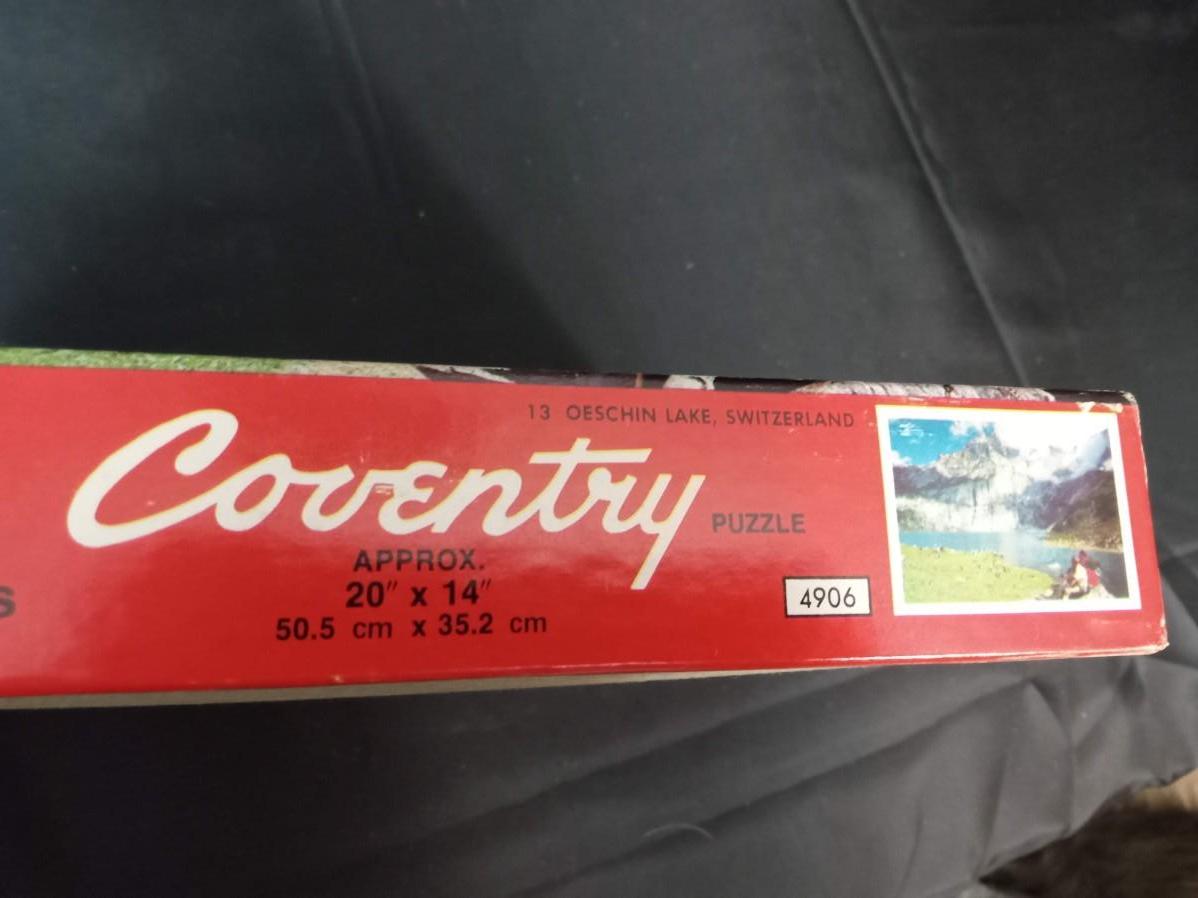 13 OESCHIN LAKE, SWITZERLAND
Coventry PUZZLE
APPROX.
20" x 14"
50.5 cm x 35.2 cm
4906